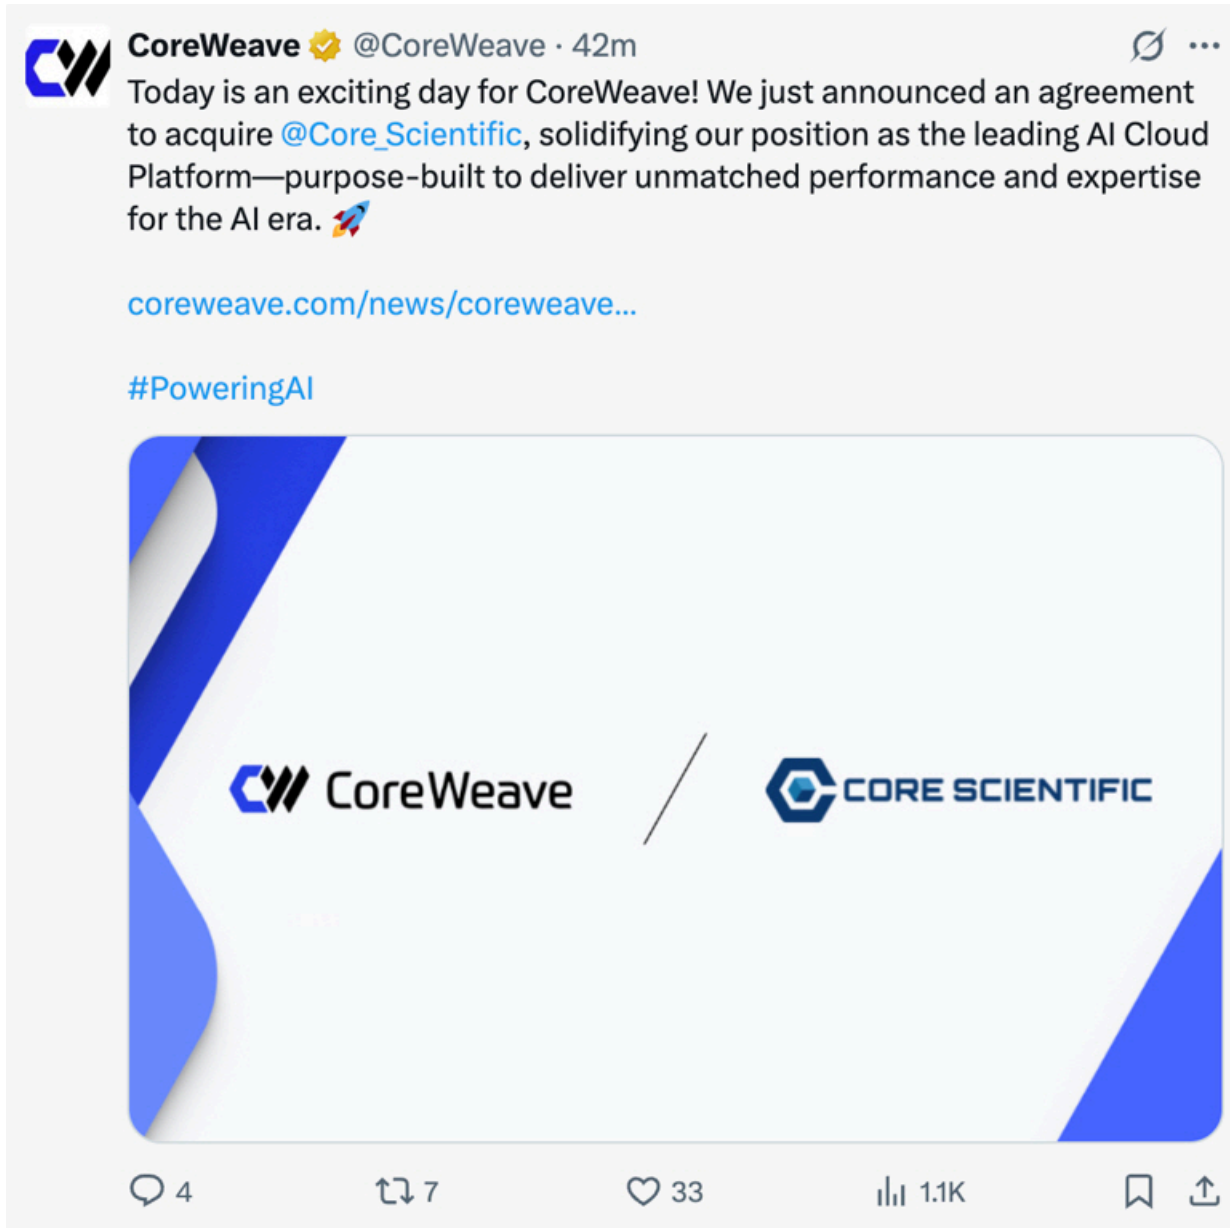 CoreWeave @CoreWeave · 42m
Today is an exciting day for CoreWeave! We just announced an agreement
to acquire @Core_Scientific, solidifying our position as the leading AI Cloud
Platform—purpose-built to deliver unmatched performance and expertise
for the AI era. 🚀
coreweave.com/news/coreweave...
#PoweringAI
CW CoreWeave / CORE SCIENTIFIC
4 7 33 1.1K